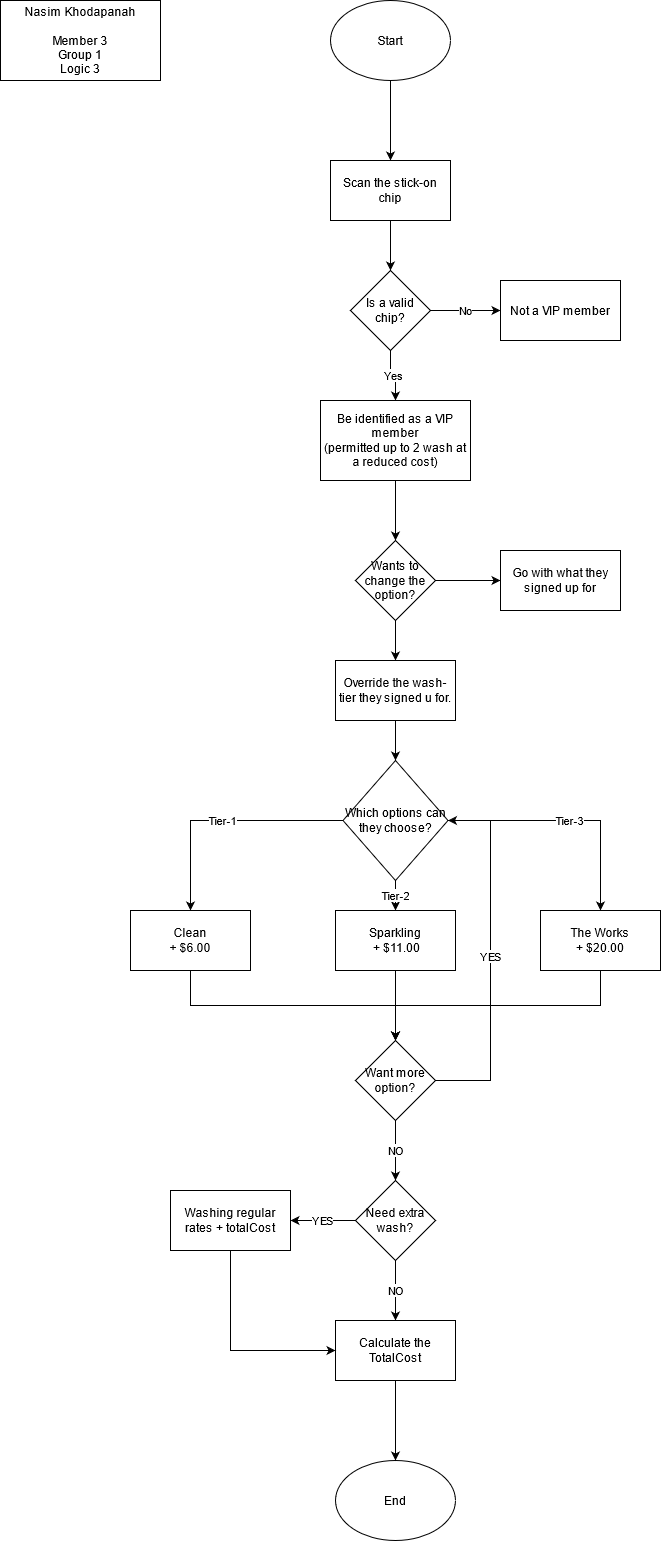 Nasim Khodapanah
Member 3
Group 1
Logic 3
Start
Scan the stick-on
chip
Is a valid
chip?
No
Not a VIP member
Yes
Be identified as a VIP
member
(permitted up to 2 wash at
a reduced cost)
Wants to
change the
option?
Go with what they
signed up for
Override the wash-
tier they signed u for.
Which options can
they choose?
Tier-1
Tier-3
Tier-2
Clean
+ $6.00
Sparkling
+ $11.00
The Works
+ $20.00
YES
Want more
option?
NO
Need extra
wash?
YES
Washing regular
rates + totalCost
NO
Calculate the
TotalCost
End